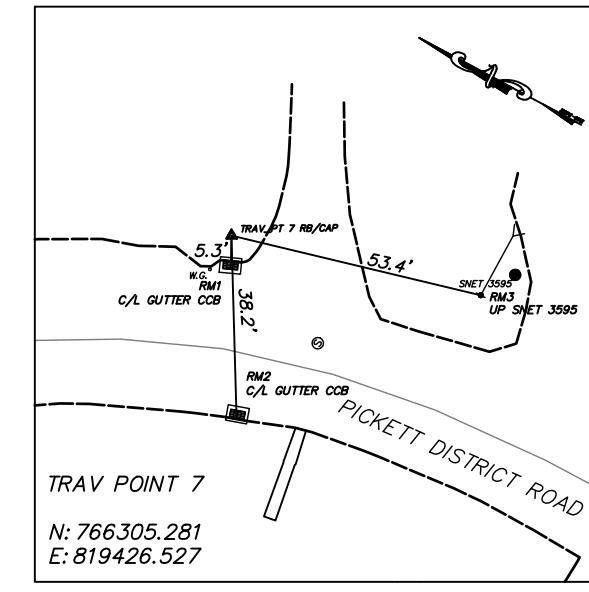 TRAV PT 7 RB/CAP
5.3'
53.4'
W.G.
RM1
C/L GUTTER CCB
38.2'
SNET 3595
RM3
UP SNET 3595
S
RM2
C/L GUTTER CCB
PICKETT DISTRICT ROAD
TRAV POINT 7
N: 766305.281
E: 819426.527